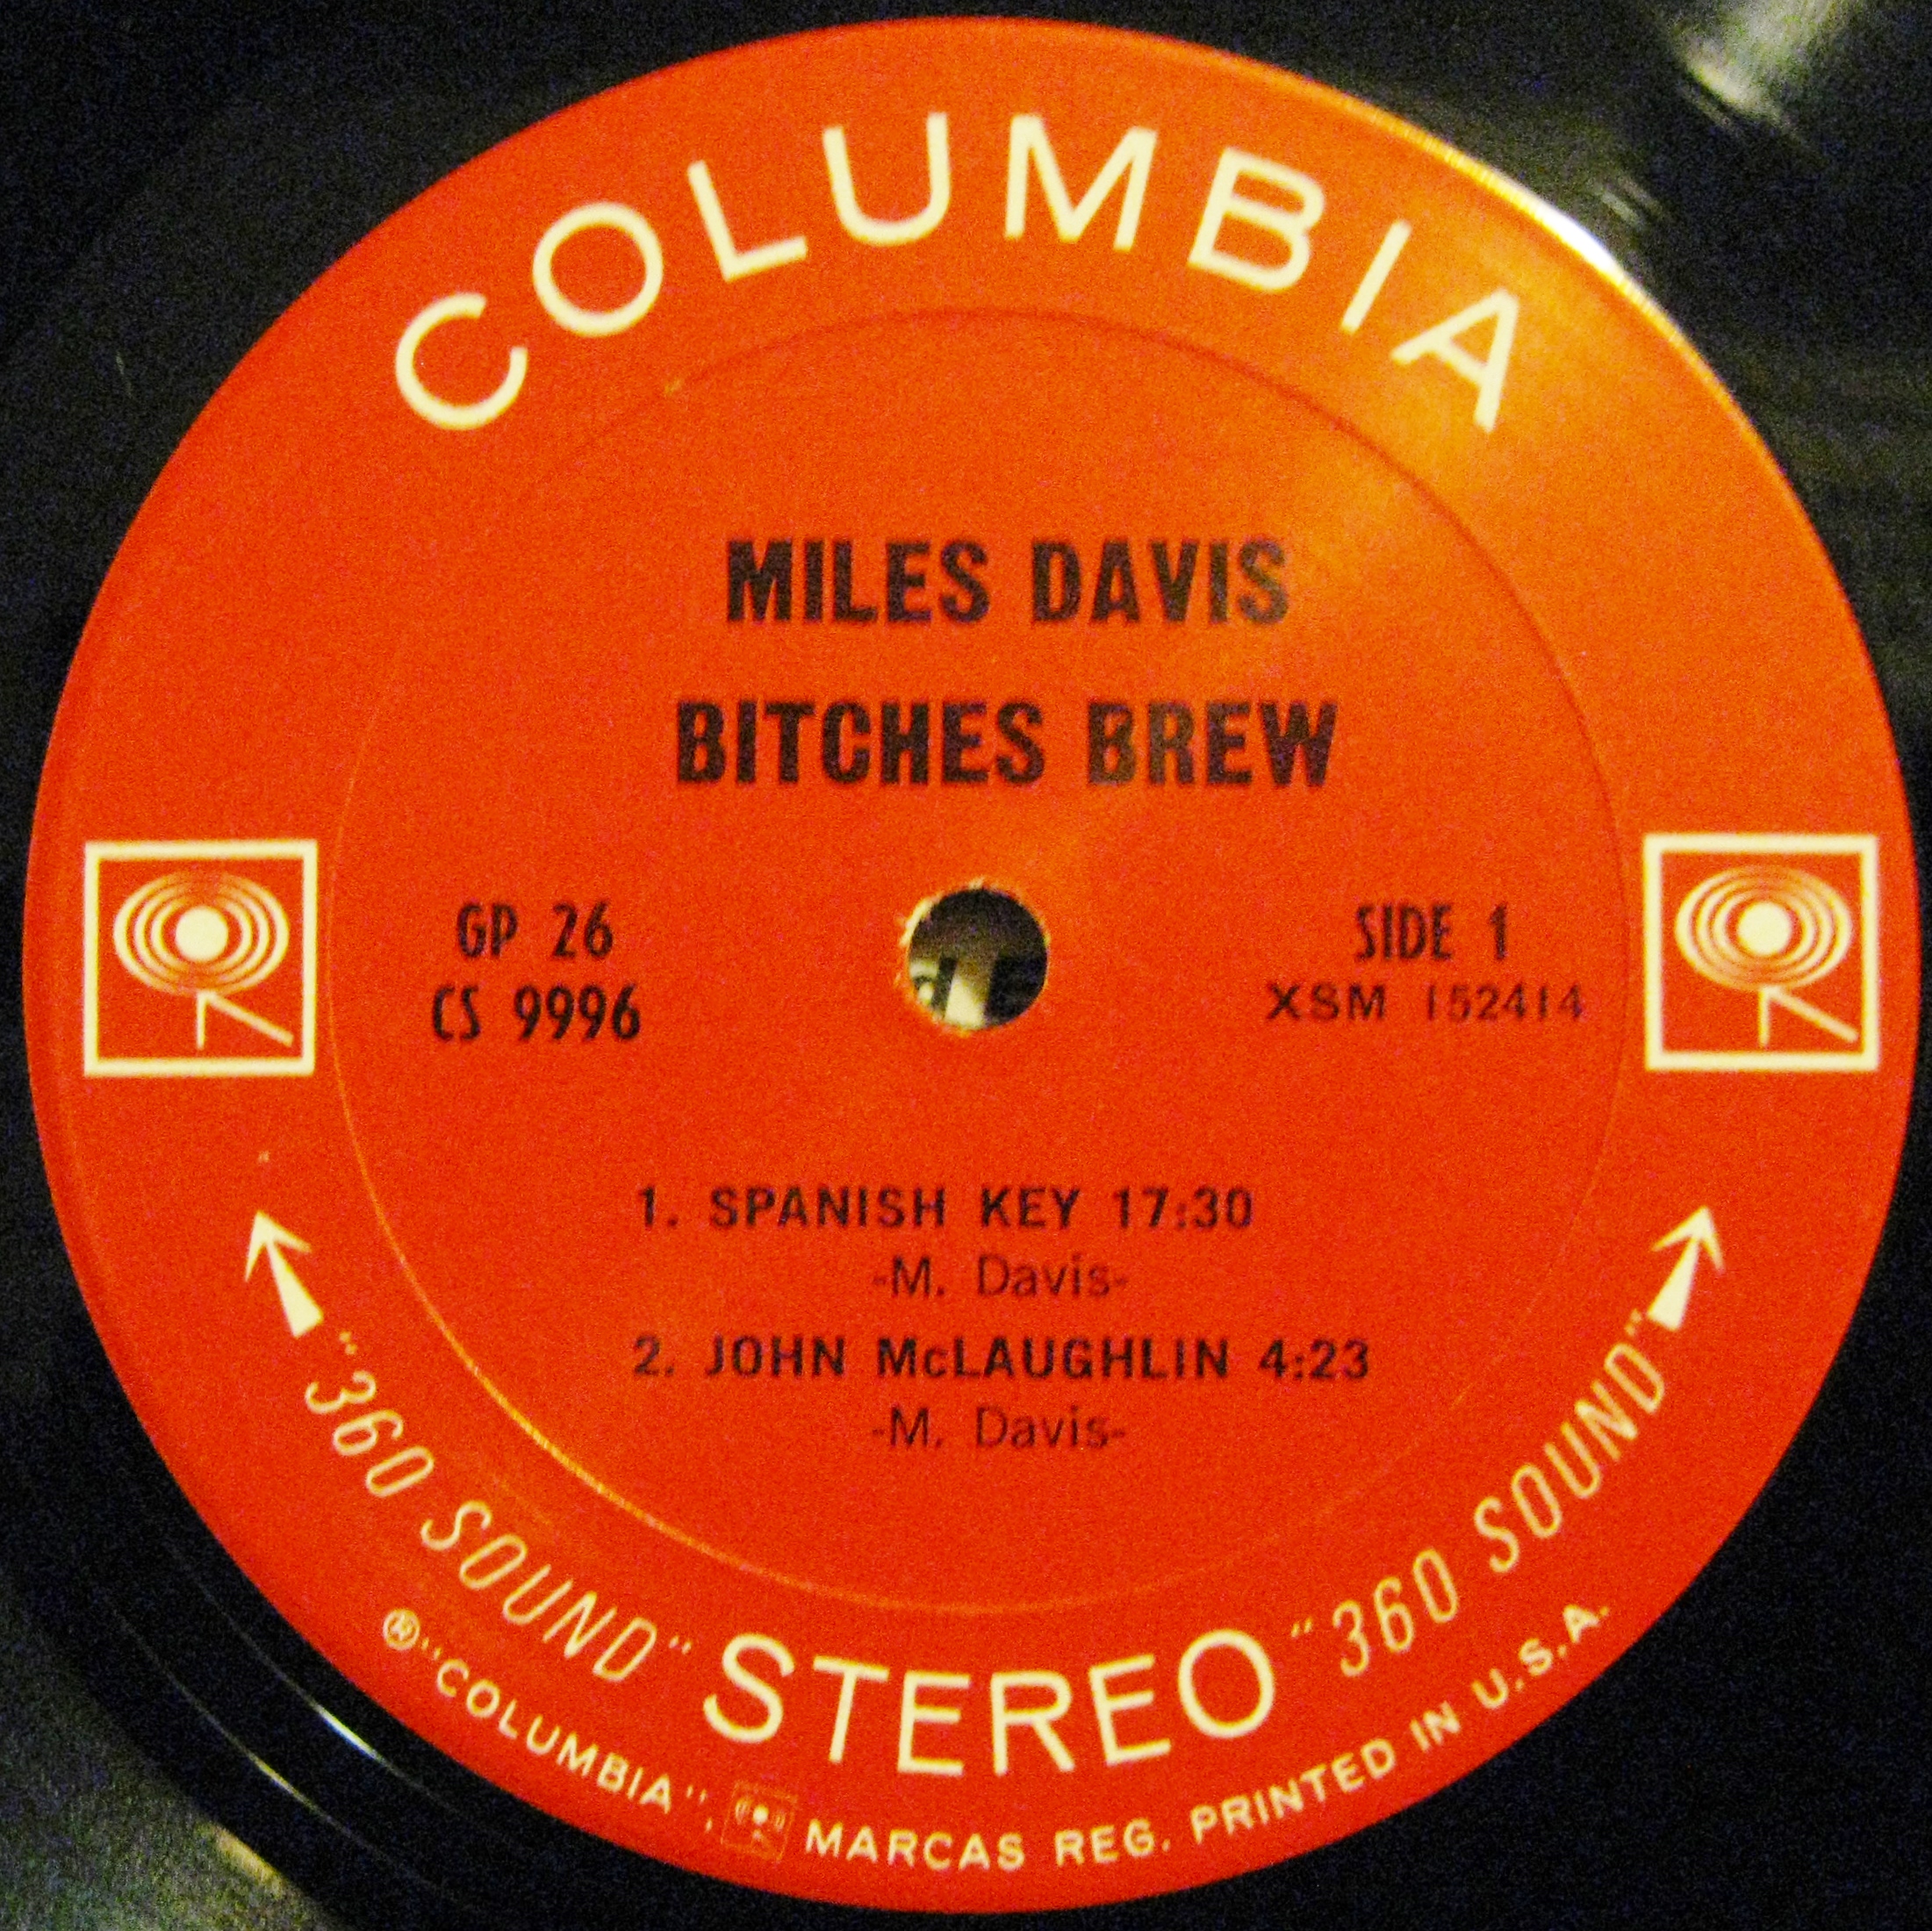 COLUMBIA
MILES DAVIS
BITCHES BREW
GP 26
CS 9996
SIDE 1
XSM 152414
1. SPANISH KEY 17:30
-M. Davis-
2. JOHN McLAUGHLIN 4:23
-M. Davis-
"360 SOUND" STEREO "360 SOUND"
®"COLUMBIA", MARCAS REG. PRINTED IN U.S.A.